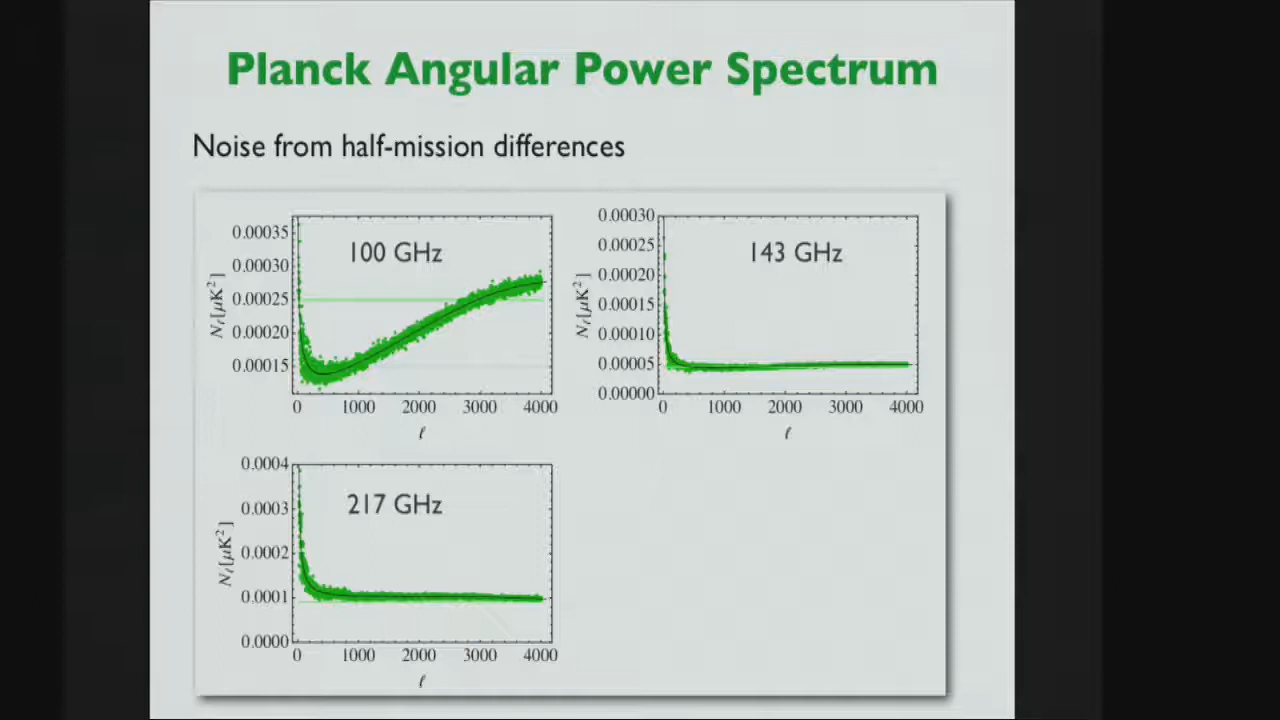 Planck Angular Power Spectrum
Noise from half-mission differences
100 GHz
0.00035
0.00030
0.00025
0.00020
0.00015
Nℓ[μK²]
0 1000 2000 3000 4000
ℓ
143 GHz
0.00030
0.00025
0.00020
0.00015
0.00010
0.00005
0.00000
Nℓ[μK²]
0 1000 2000 3000 4000
ℓ
217 GHz
0.0004
0.0003
0.0002
0.0001
0.0000
Nℓ[μK²]
0 1000 2000 3000 4000
ℓ